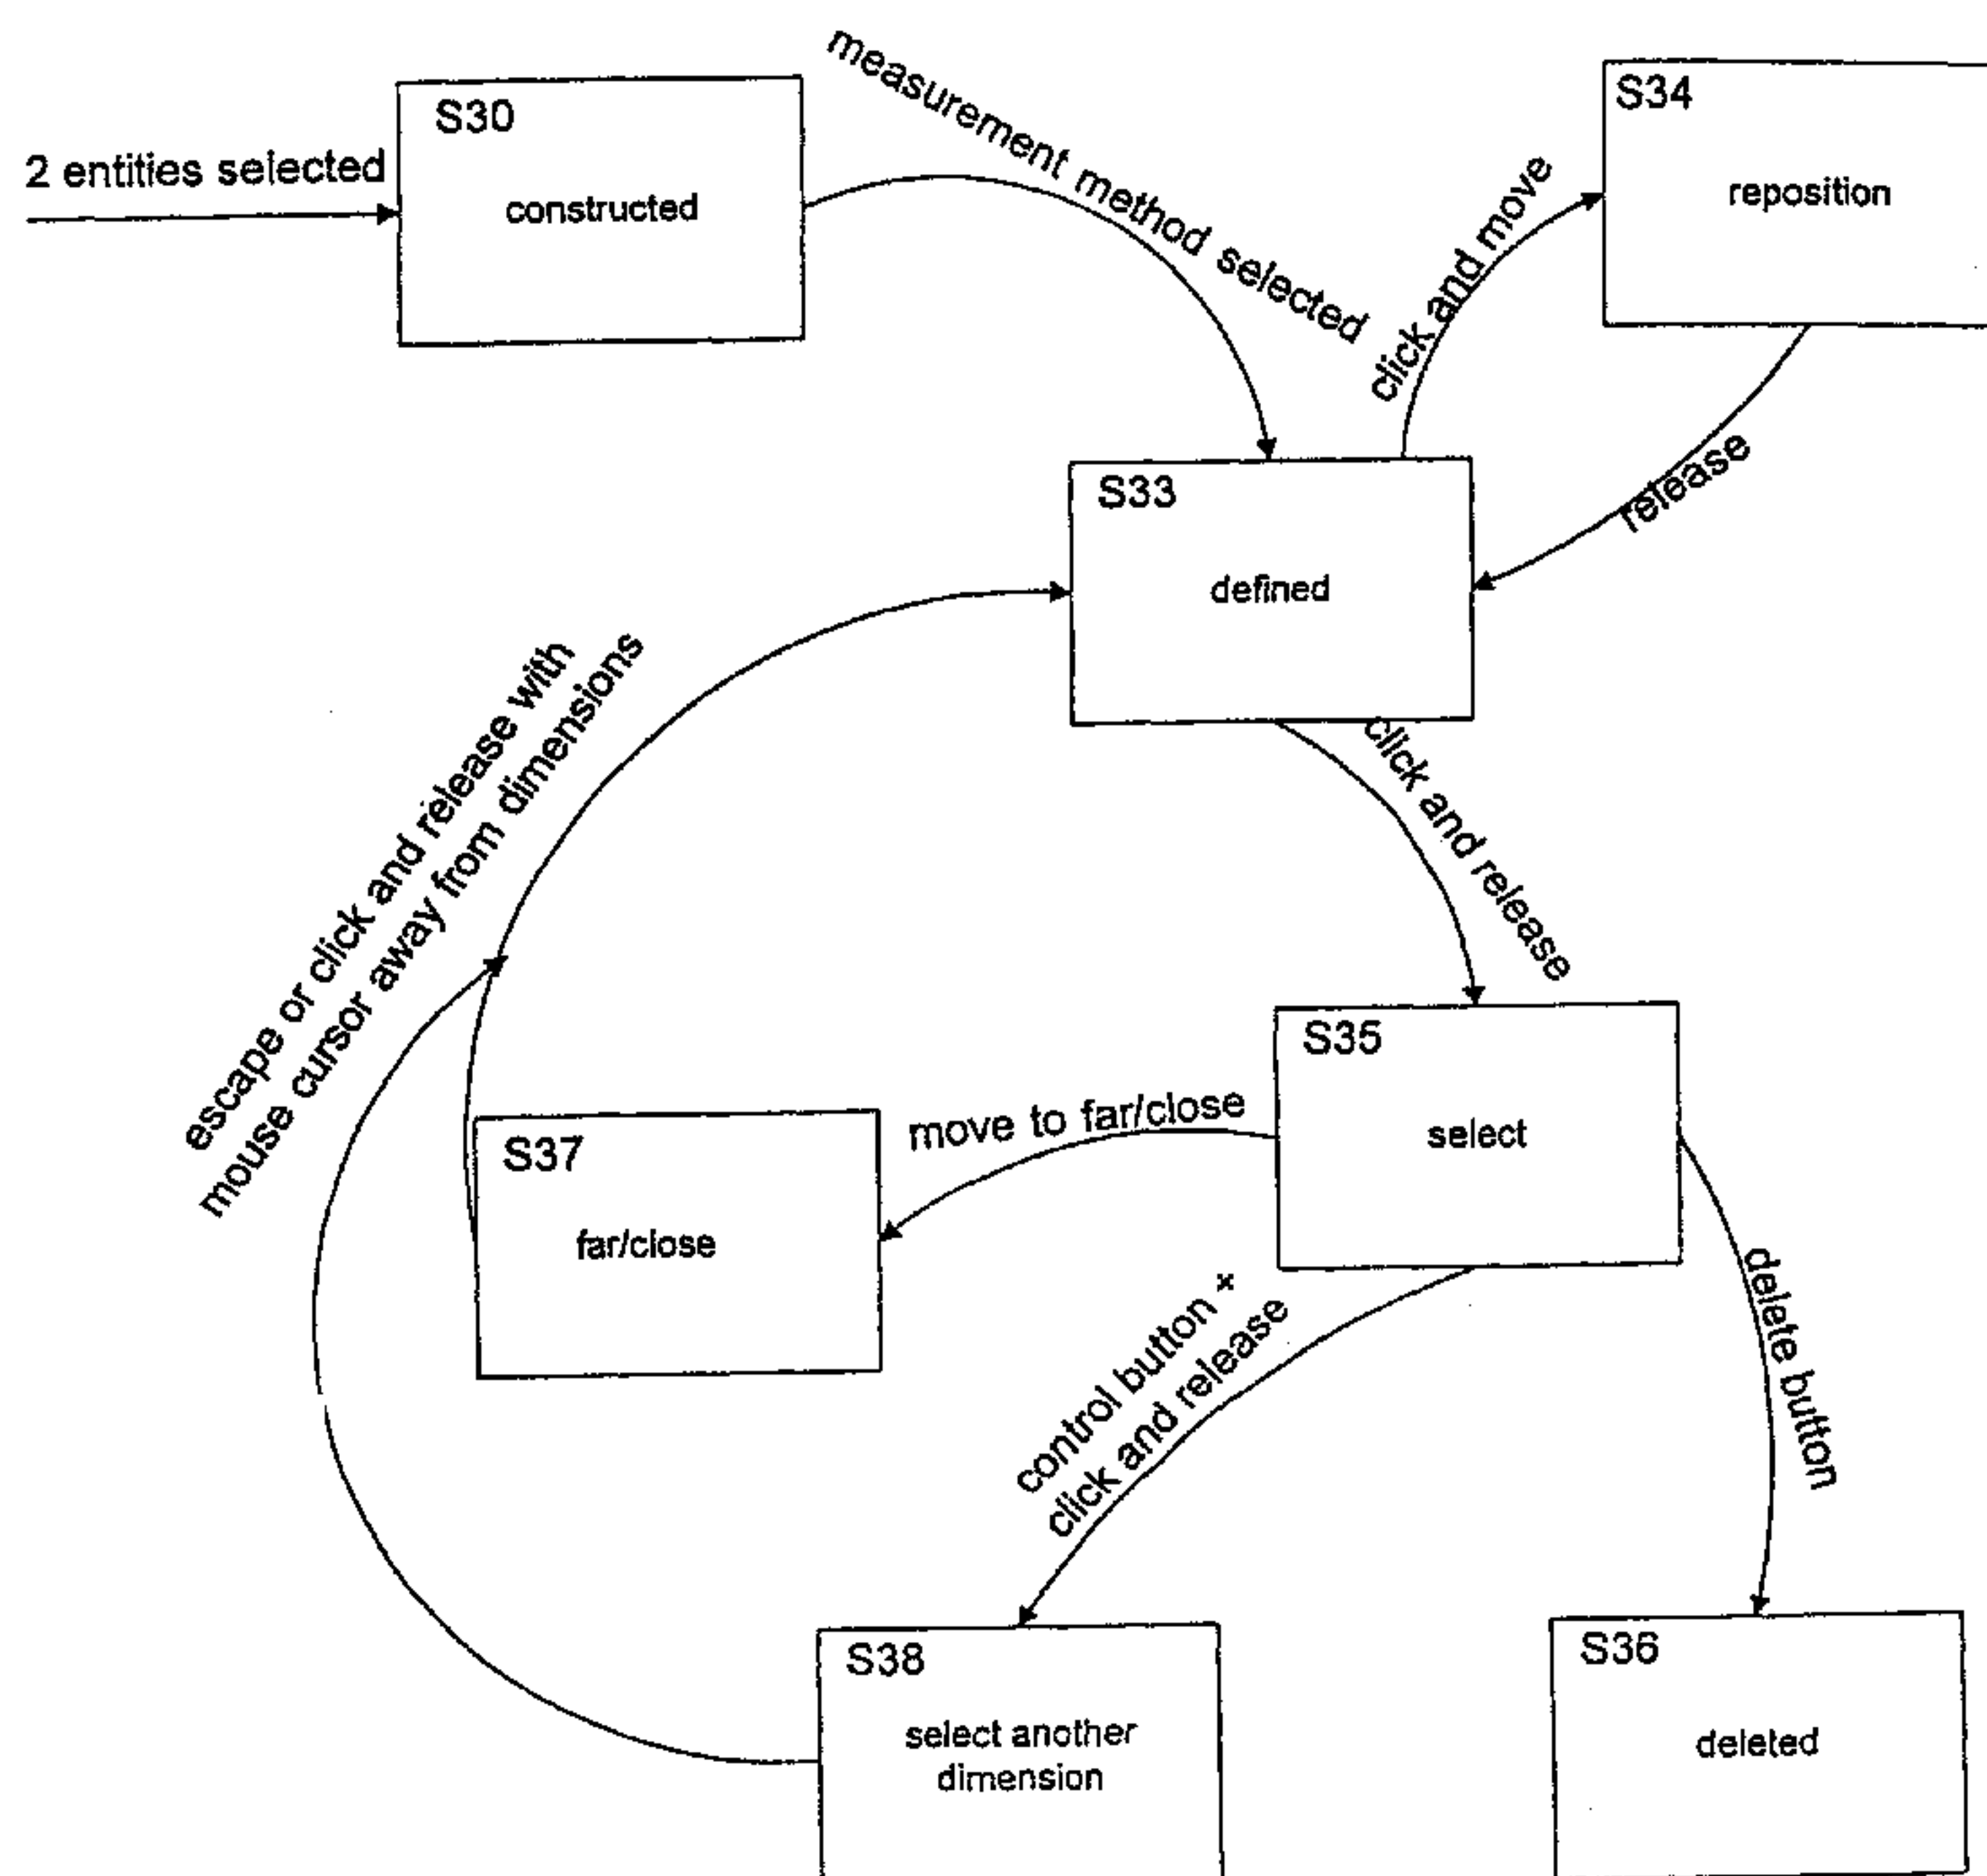 2 entities selected
S30
constructed
measurement method selected
click and move
S34
reposition
release
S33
defined
escape or click and release with
mouse cursor away from dimensions
click and release
S35
select
move to far/close
S37
far/close
control button +
click and release
delete button
S38
select another
dimension
S36
deleted